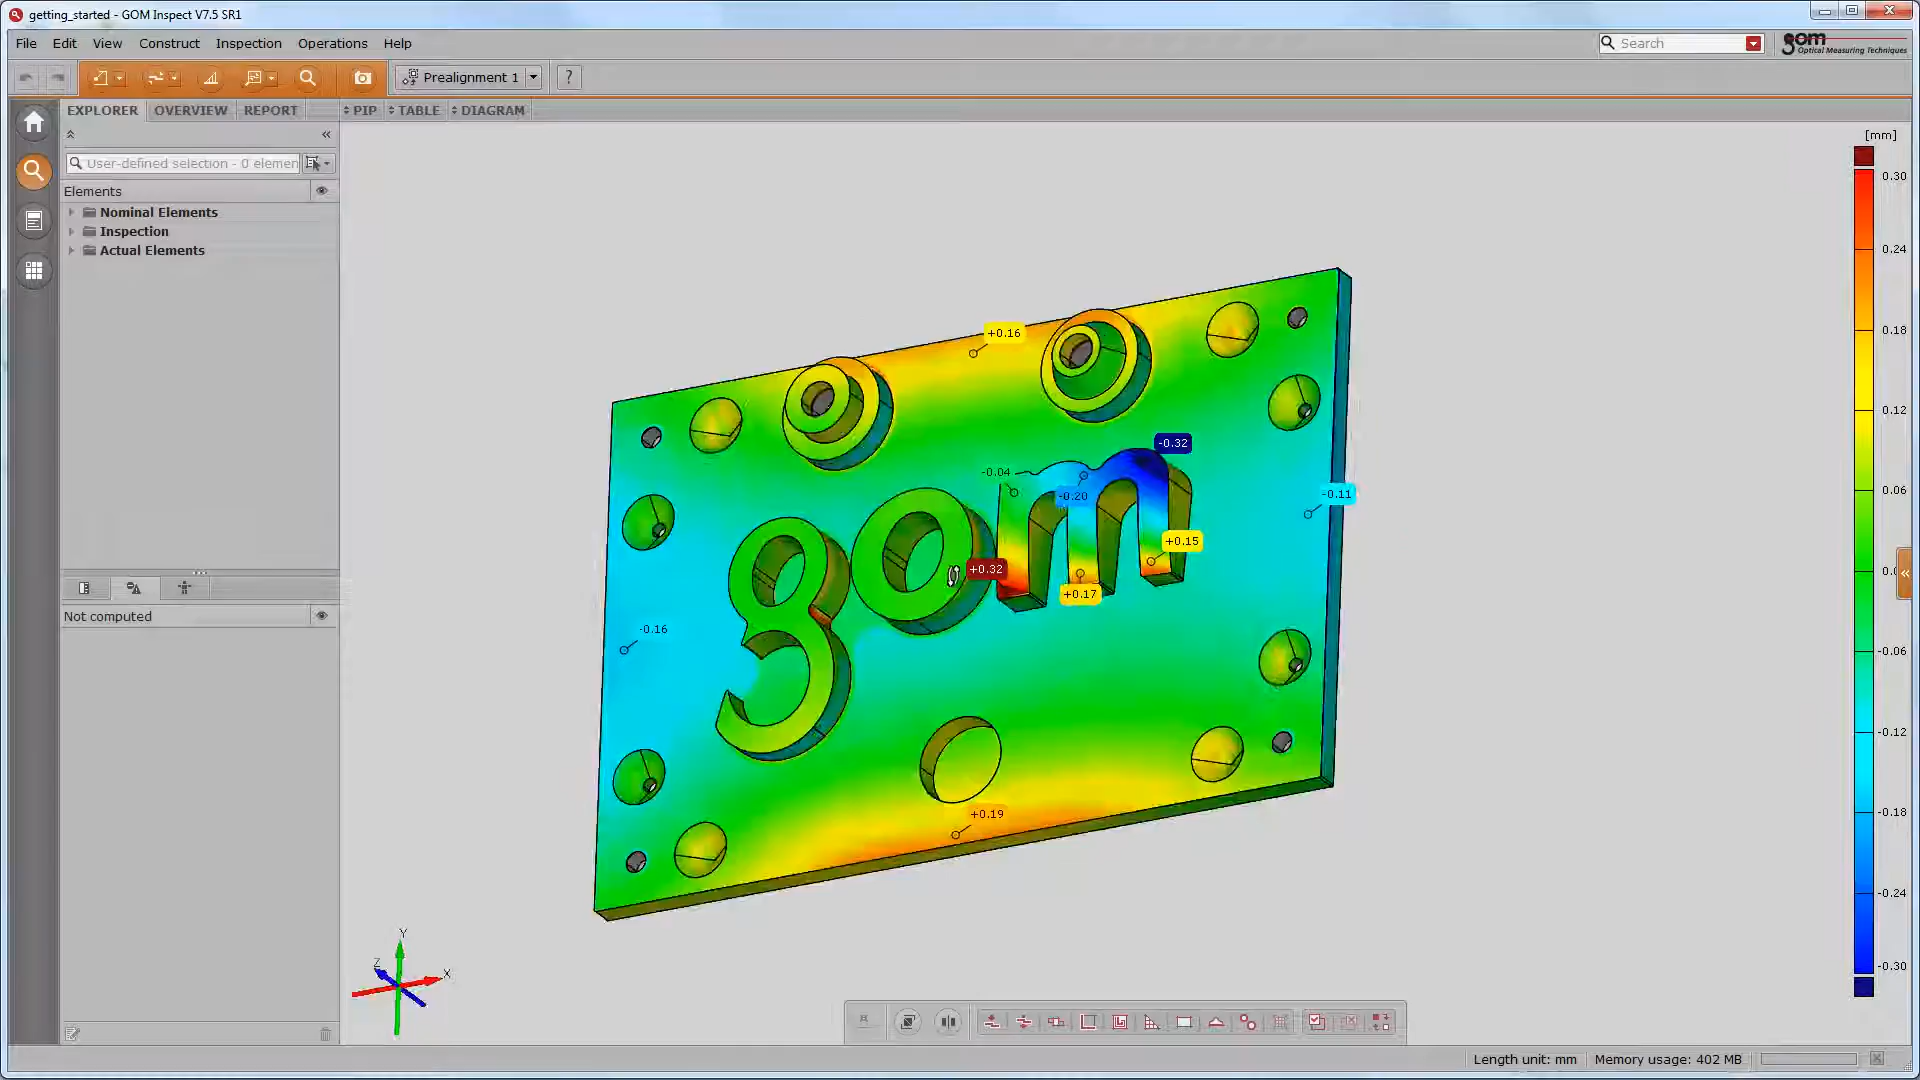 getting_started - GOM Inspect V7.5 SR1
File Edit View Construct Inspection Operations Help
Search
gom
Optical Measuring Techniques
Prealignment 1
?
EXPLORER OVERVIEW REPORT PIP TABLE DIAGRAM
[mm]
User-defined selection - 0 elemen
Elements
Nominal Elements
Inspection
Actual Elements
Not computed
+0.16
-0.32
-0.04
-0.20
-0.11
+0.15
+0.32
+0.17
-0.16
+0.19
gom
0.30
0.24
0.18
0.12
0.06
0.0
-0.06
-0.12
-0.18
-0.24
-0.30
Y
Z
X
Length unit: mm Memory usage: 402 MB